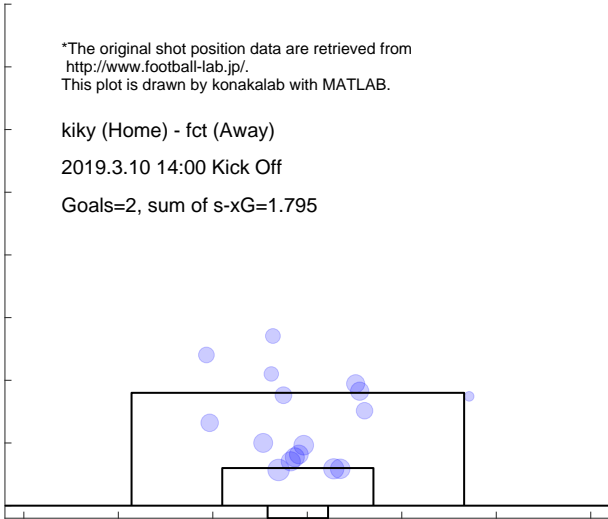 *The original shot position data are retrieved from
http://www.football-lab.jp/.
This plot is drawn by konakalab with MATLAB.
kiky (Home) - fct (Away)
2019.3.10 14:00 Kick Off
Goals=2, sum of s-xG=1.795